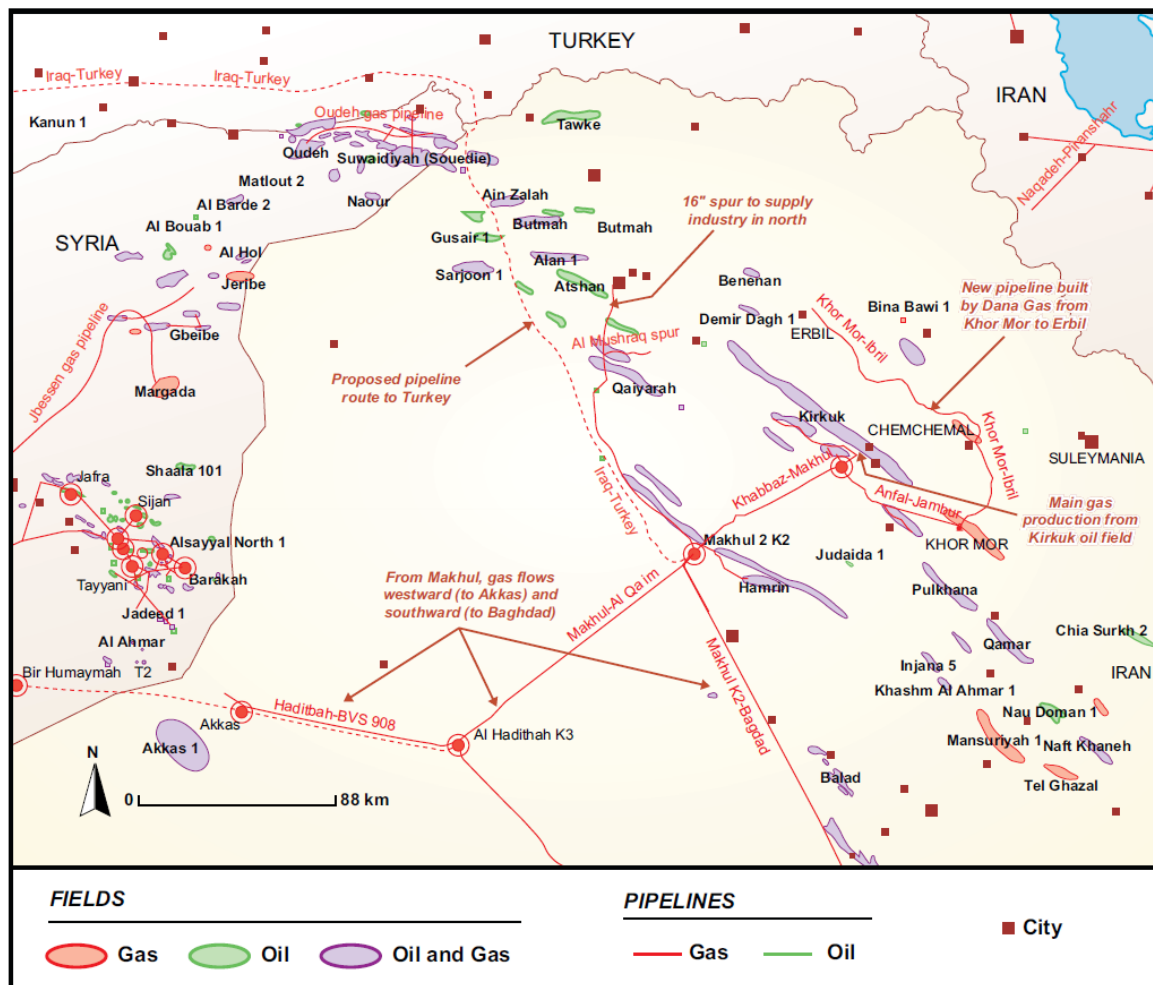 TURKEY
Iraq-Turkey
Iraq-Turkey
IRAN
Oudeh gas pipeline
Kanun 1
Tawke
Naqadeh-Piranshahr
Oudeh
Suwaidiyah (Souedie)
Matlout 2
Ain Zalah
Naour
16" spur to supply
industry in north
Al Barde 2
Al Bouab 1
Butmah
Butmah
SYRIA
Gusair 1
Al Hol
Alan 1
Sarjoon 1
Jeribe
Atshan
Benenan
New pipeline built
by Dana Gas from
Khor Mor to Erbil
Khor Mor-Ibril
Bina Bawi 1
Demir Dagh 1
ERBIL
Gbeibe
Al Mushraq spur
Jbessen gas pipeline
Proposed pipeline
route to Turkey
Margada
Qaiyarah
Kirkuk
CHEMCHEMAL
Khor Mor-Ibril
SULEYMANIA
Shaala 101
Jafra
Khabbaz-Makhul
Iraq-Turkey
Anfal-Jambur
Sijan
Main gas
production from
Kirkuk oil field
Alsayyal North 1
Makhul 2 K2
KHOR MOR
Judaida 1
Tayyani
Barakah
From Makhul, gas flows
westward (to Akkas) and
southward (to Baghdad)
Hamrin
Pulkhana
Jadeed 1
Makhul-Al Qaim
Al Ahmar
Chia Surkh 2
Qamar
Bir Humaymah
T2
Injana 5
IRAN
Makhul K2-Bagdad
Khashm Al Ahmar 1
Haditbah-BVS 908
Nau Doman 1
Akkas
Al Hadithah K3
Mansuriyah 1
Naft Khaneh
Akkas 1
N
Balad
Tel Ghazal
0
88 km
FIELDS
PIPELINES
Gas
Oil
Oil and Gas
Gas
Oil
City